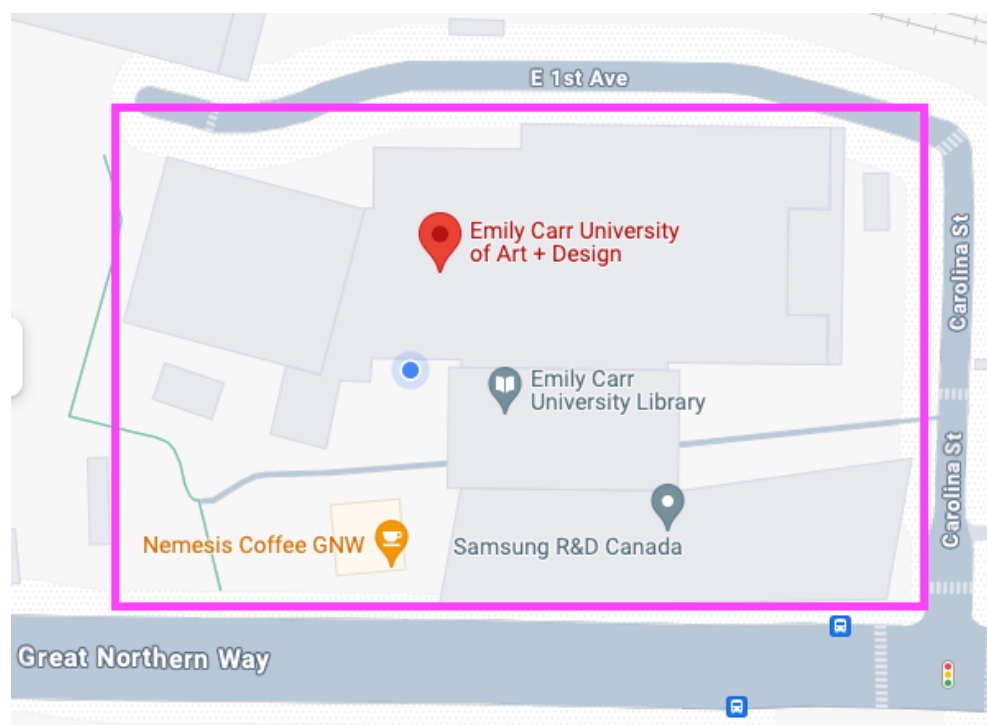 E 1st Ave
Emily Carr University
of Art + Design
Carolina St
Emily Carr
University Library
Carolina St
Nemesis Coffee GNW
Samsung R&D Canada
Great Northern Way